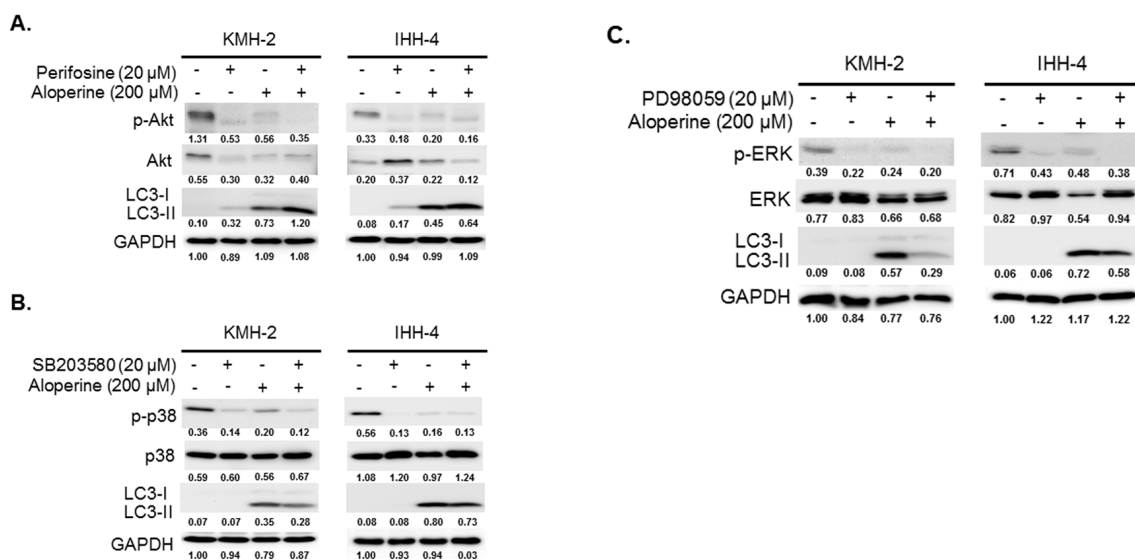 A.
KMH-2 IHH-4
Perifosine (20 μM) - + - + - + - +
Aloperine (200 μM) - - + + - - + +
p-Akt
1.31 0.53 0.56 0.35 0.33 0.18 0.20 0.16
Akt
0.55 0.30 0.32 0.40 0.20 0.37 0.22 0.12
LC3-I
LC3-II
0.10 0.32 0.73 1.20 0.08 0.17 0.45 0.64
GAPDH
1.00 0.89 1.09 1.08 1.00 0.94 0.99 1.09
B.
KMH-2 IHH-4
SB203580 (20 μM) - + - + - + - +
Aloperine (200 μM) - - + + - - + +
p-p38
0.36 0.14 0.20 0.12 0.56 0.13 0.16 0.13
p38
0.59 0.60 0.56 0.67 1.08 1.20 0.97 1.24
LC3-I
LC3-II
0.07 0.07 0.35 0.28 0.08 0.08 0.80 0.73
GAPDH
1.00 0.94 0.79 0.87 1.00 0.93 0.94 0.03
C.
KMH-2 IHH-4
PD98059 (20 μM) - + - + - + - +
Aloperine (200 μM) - - + + - - + +
p-ERK
0.39 0.22 0.24 0.20 0.71 0.43 0.48 0.38
ERK
0.77 0.83 0.66 0.68 0.82 0.97 0.54 0.94
LC3-I
LC3-II
0.09 0.08 0.57 0.29 0.06 0.06 0.72 0.58
GAPDH
1.00 0.84 0.77 0.76 1.00 1.22 1.17 1.22